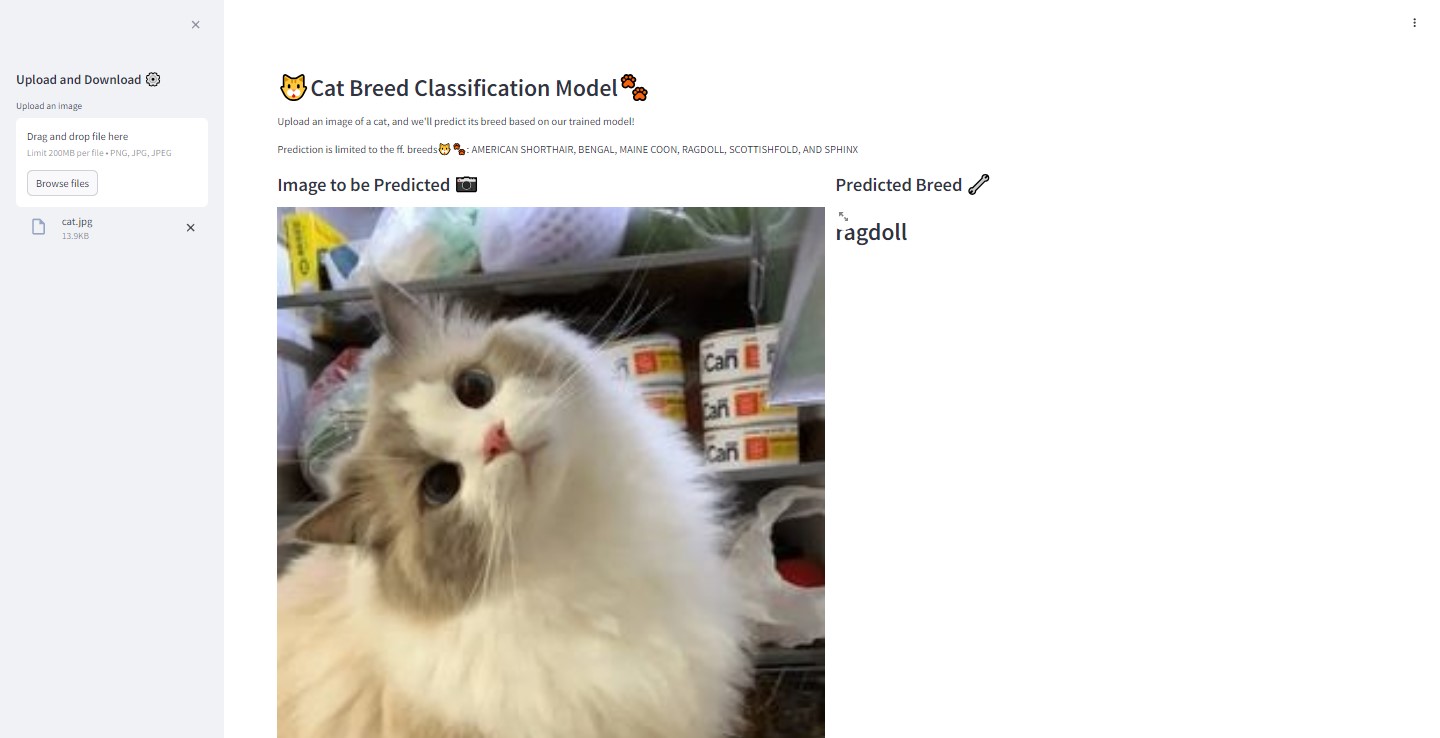 Upload and Download
Upload an image
Drag and drop file here
Limit 200MB per file • PNG, JPG, JPEG
Browse files
cat.jpg
13.9KB
Cat Breed Classification Model
Upload an image of a cat, and we'll predict its breed based on our trained model!
Prediction is limited to the ff. breeds🐱🐾: AMERICAN SHORTHAIR, BENGAL, MAINE COON, RAGDOLL, SCOTTISHFOLD, AND SPHINX
Image to be Predicted
Predicted Breed
ragdoll
Can
Can
Can